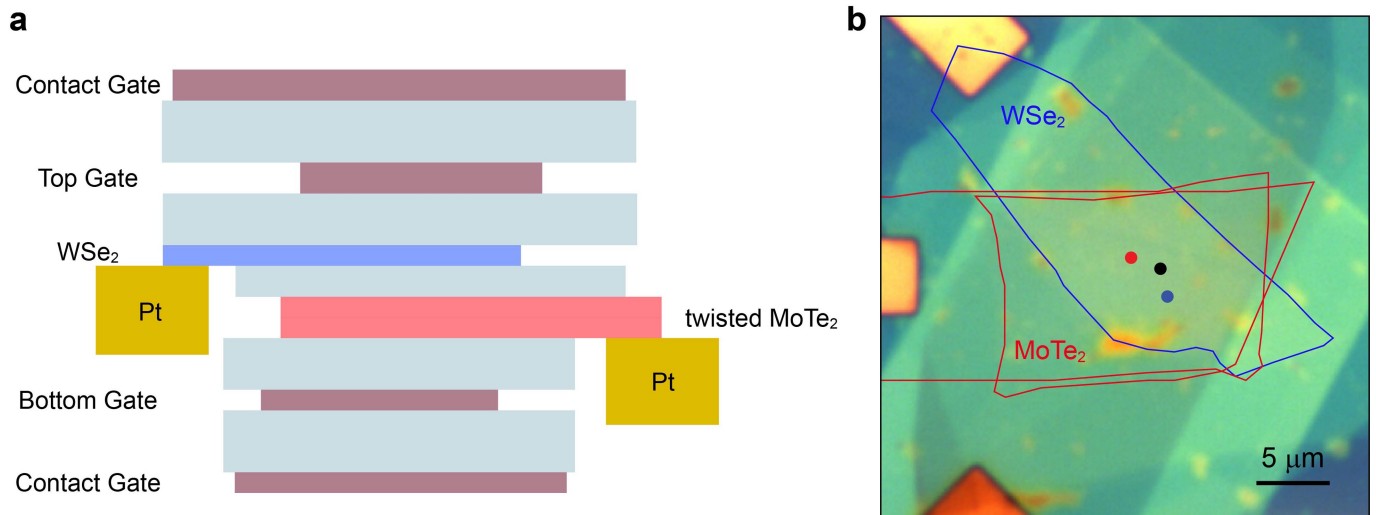 a
Contact Gate
Top Gate
WSe₂
Pt
twisted MoTe₂
Pt
Bottom Gate
Contact Gate
b
WSe₂
MoTe₂
5 μm